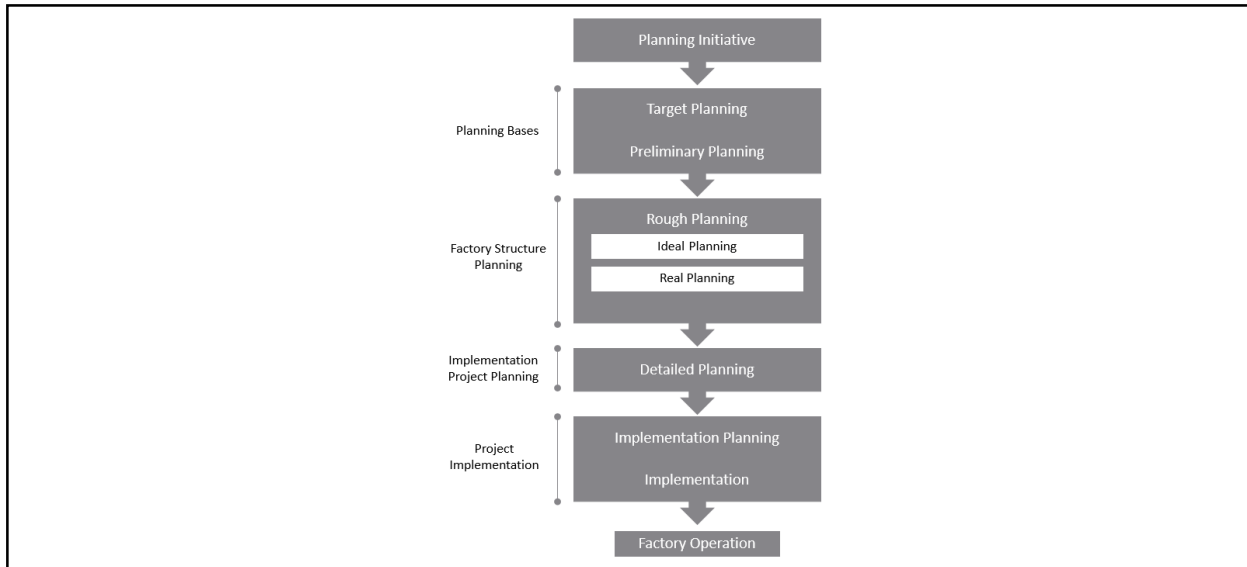 Planning Initiative
Planning Bases
Target Planning
Preliminary Planning
Factory Structure
Planning
Rough Planning
Ideal Planning
Real Planning
Implementation
Project Planning
Detailed Planning
Project
Implementation
Implementation Planning
Implementation
Factory Operation